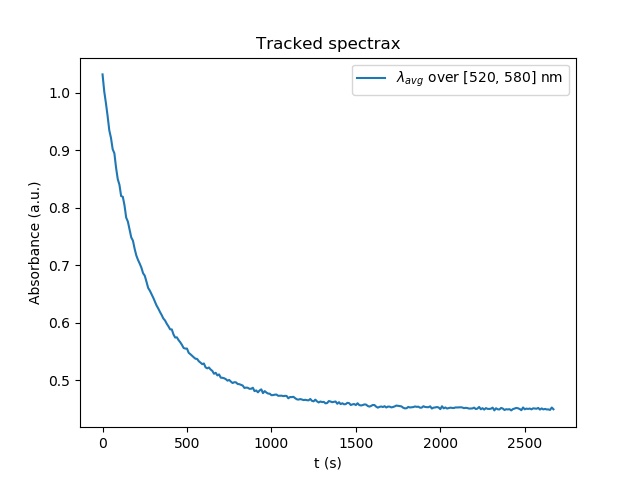 Tracked spectrax
λavg over [520, 580] nm
Absorbance (a.u.)
1.0
0.9
0.8
0.7
0.6
0.5
0 500 1000 1500 2000 2500
t (s)